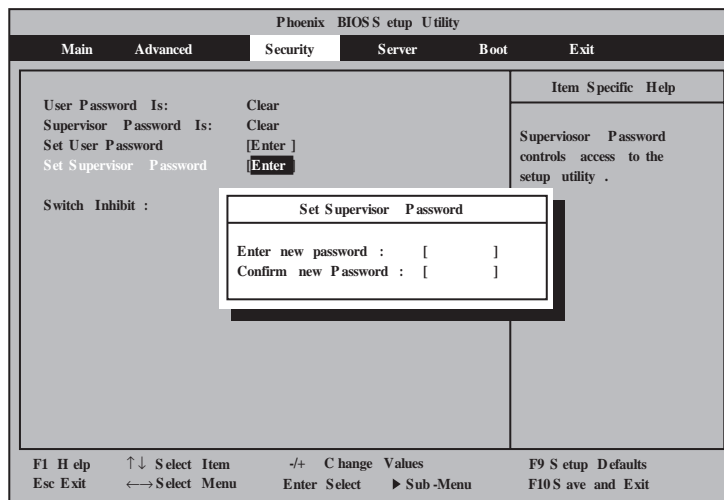 Phoenix BIOS Setup Utility
Main Advanced Security Server Boot Exit
Item Specific Help
User Password Is: Clear
Supervisor Password Is: Clear
Set User Password [Enter ]
Set Supervisor Password [Enter ]
Switch Inhibit :
Superviosor Password
controls access to the
setup utility .
Set Supervisor Password
Enter new password : [ ]
Confirm new Password : [ ]
F1 Help ↑↓ Select Item -/+ Change Values F9 Setup Defaults
Esc Exit ←→ Select Menu Enter Select ▶ Sub-Menu F10 Save and Exit